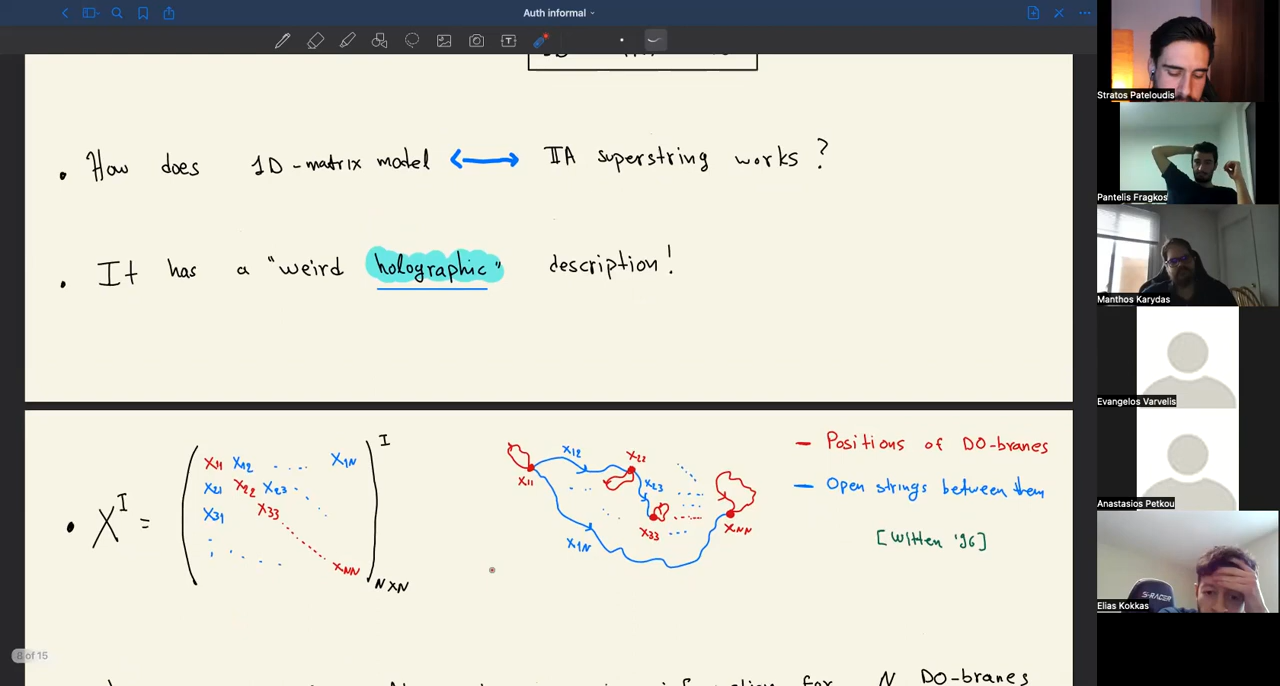 Auth informal
• How does 1D-matrix model ⟷ IIA superstring works?
• It has a "weird holographic" description!
• X^I = ( X11 X12 .... X1N
X21 X22 X23 ..
X31 X33
XNN )^I N×N
X11 X12 X22 X23 X33 X1N XNN
— Positions of D0-branes
— Open strings between them
[Witten '96]
8 of 15
N D0-branes
Stratos Pateloudis
Pantelis Fragkos
Manthos Karydas
Evangelos Varvelis
Anastasios Petkou
S-RACER
Elias Kokkas